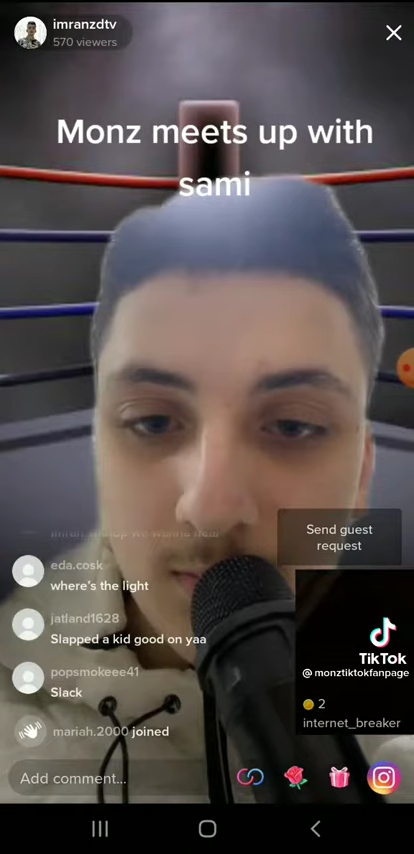 imranzdtv
570 viewers
Monz meets up with
sami
eda.cosk
where's the light
jatland1628
Slapped a kid good on yaa
popsmokeee41
Slack
mariah.2000 joined
Send guest
request
TikTok
@monztiktokfanpage
2
internet_breaker
Add comment...